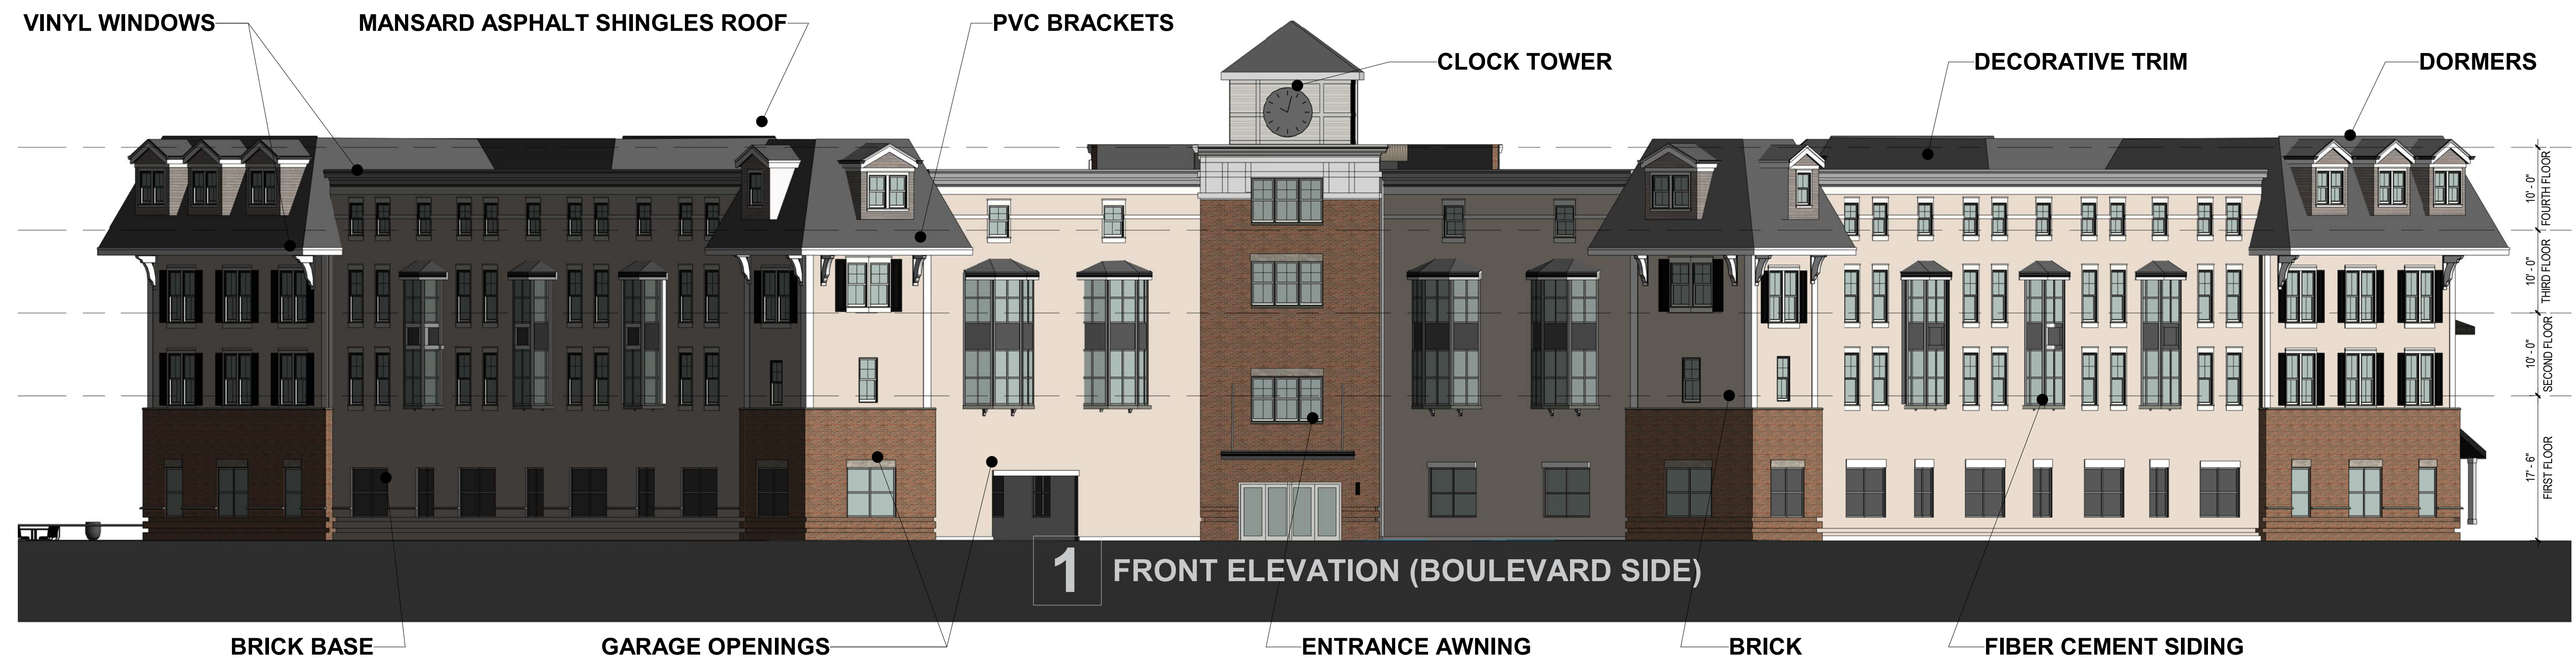 VINYL WINDOWS
MANSARD ASPHALT SHINGLES ROOF
PVC BRACKETS
CLOCK TOWER
DECORATIVE TRIM
DORMERS
10' - 0"
FOURTH FLOOR
10' - 0"
THIRD FLOOR
10' - 0"
SECOND FLOOR
17' - 6"
FIRST FLOOR
1 FRONT ELEVATION (BOULEVARD SIDE)
BRICK BASE
GARAGE OPENINGS
ENTRANCE AWNING
BRICK
FIBER CEMENT SIDING